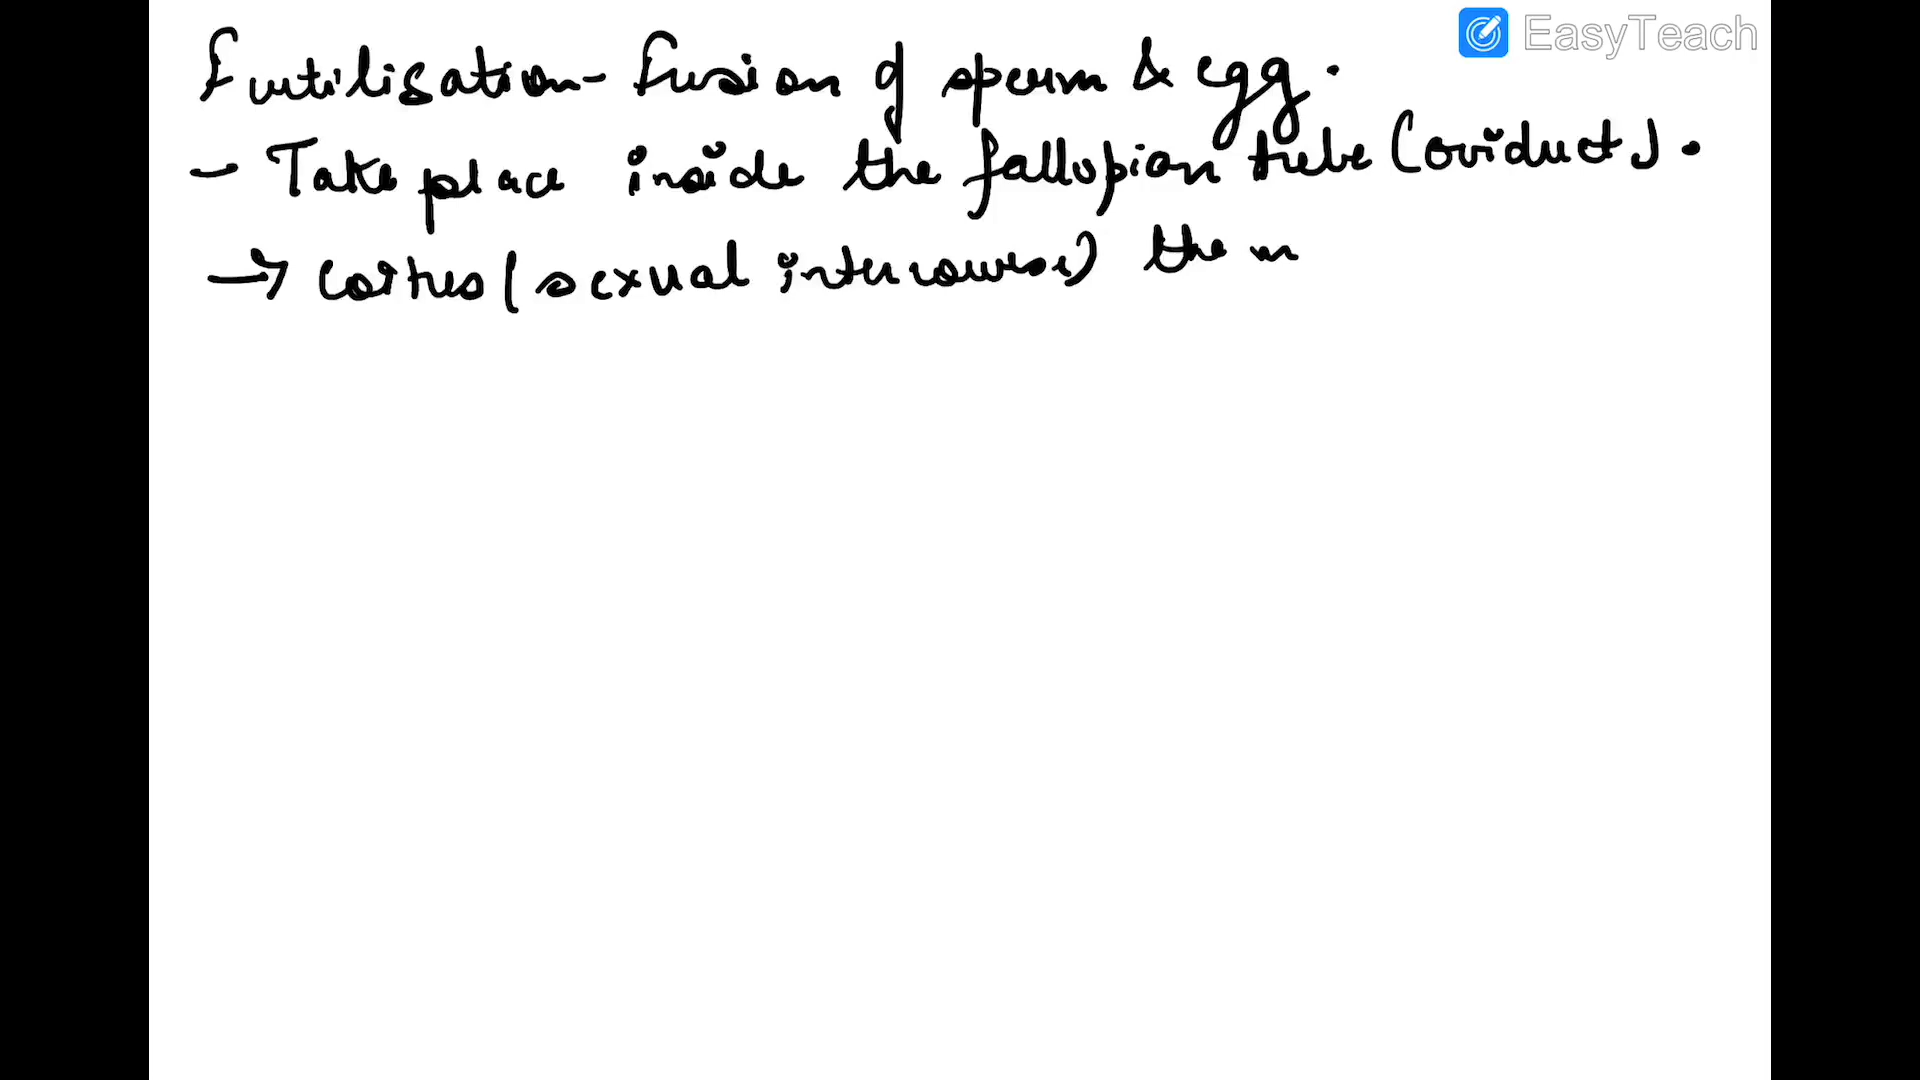 EasyTeach
Fertilisation- Fusion of sperm & egg.
- Take place inside the fallopian tube (oviduct).
→ Coitus (sexual intercourse) the m